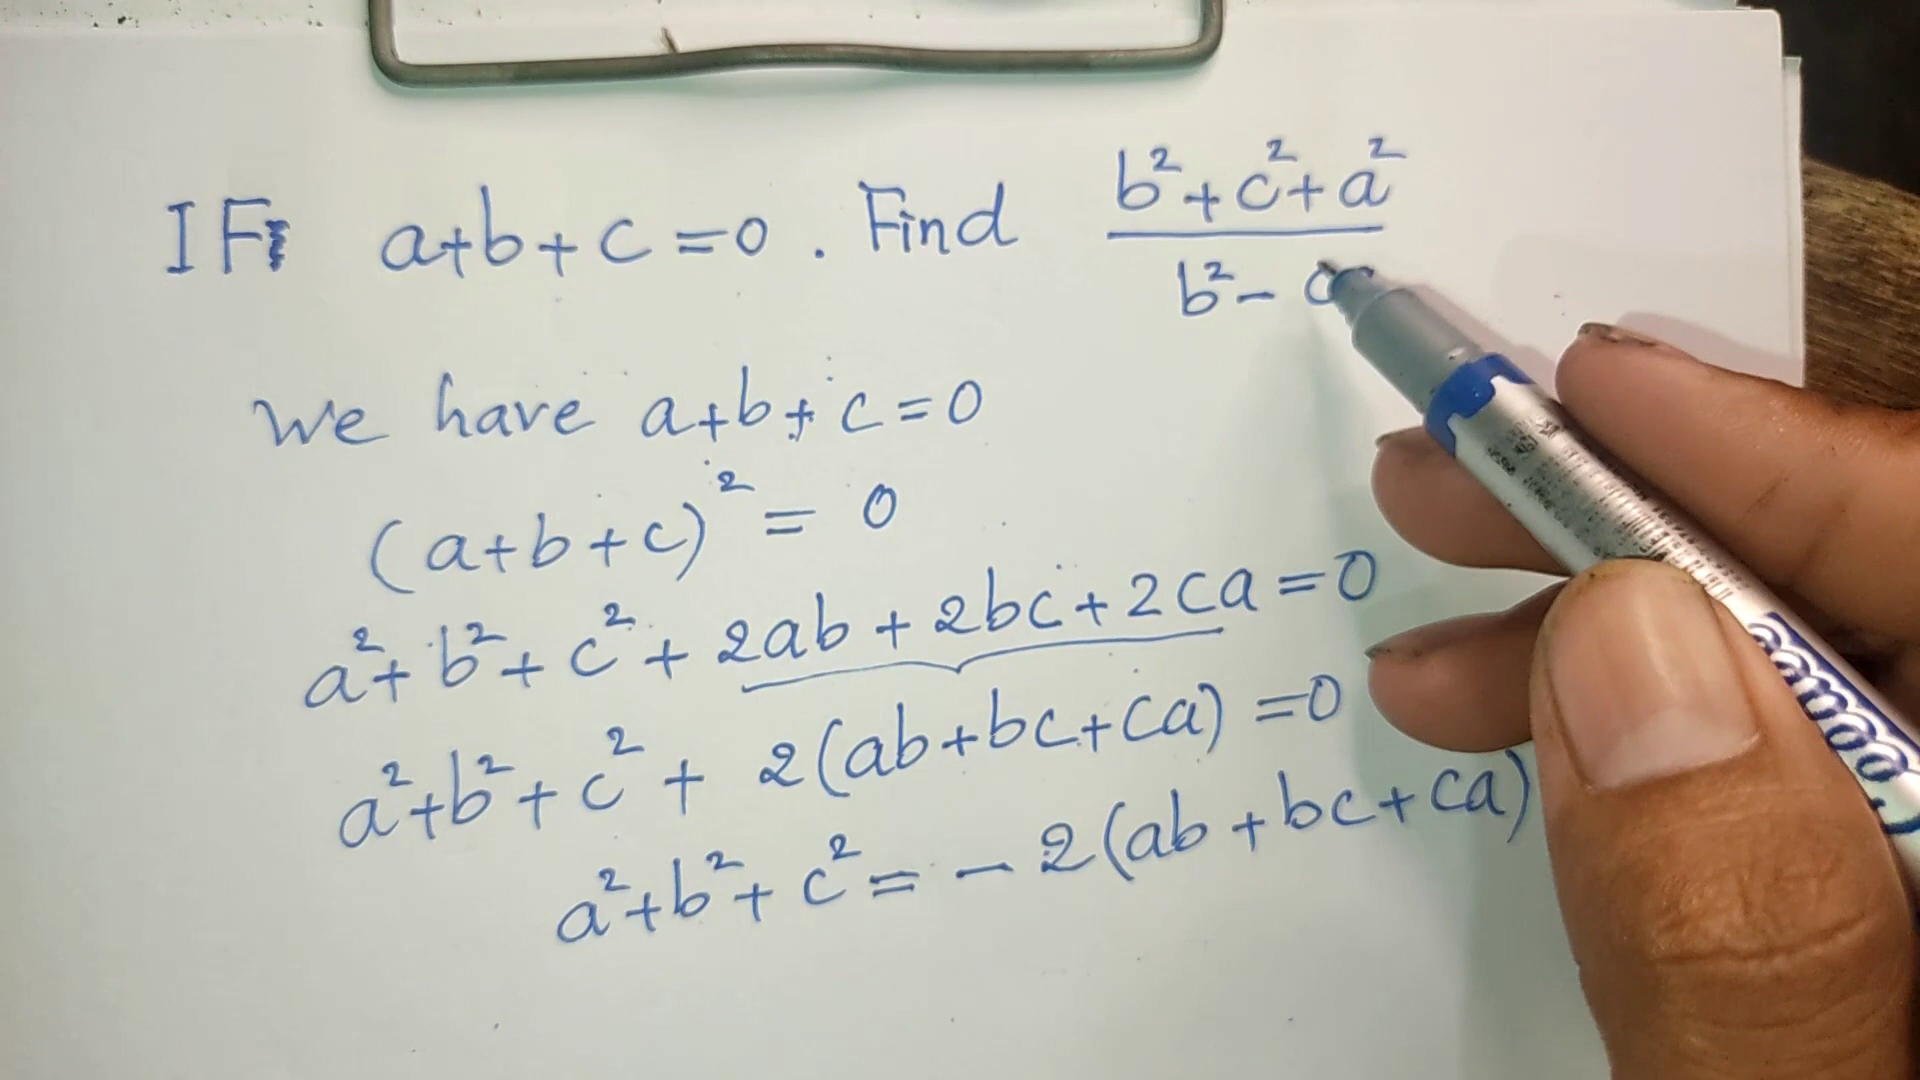 IF a+b+c=0. Find (b²+c²+a²)/(b²-c
We have a+b+c=0
(a+b+c)²=0
a²+b²+c²+2ab+2bc+2ca=0
a²+b²+c²+2(ab+bc+ca)=0
a²+b²+c²=-2(ab+bc+ca)